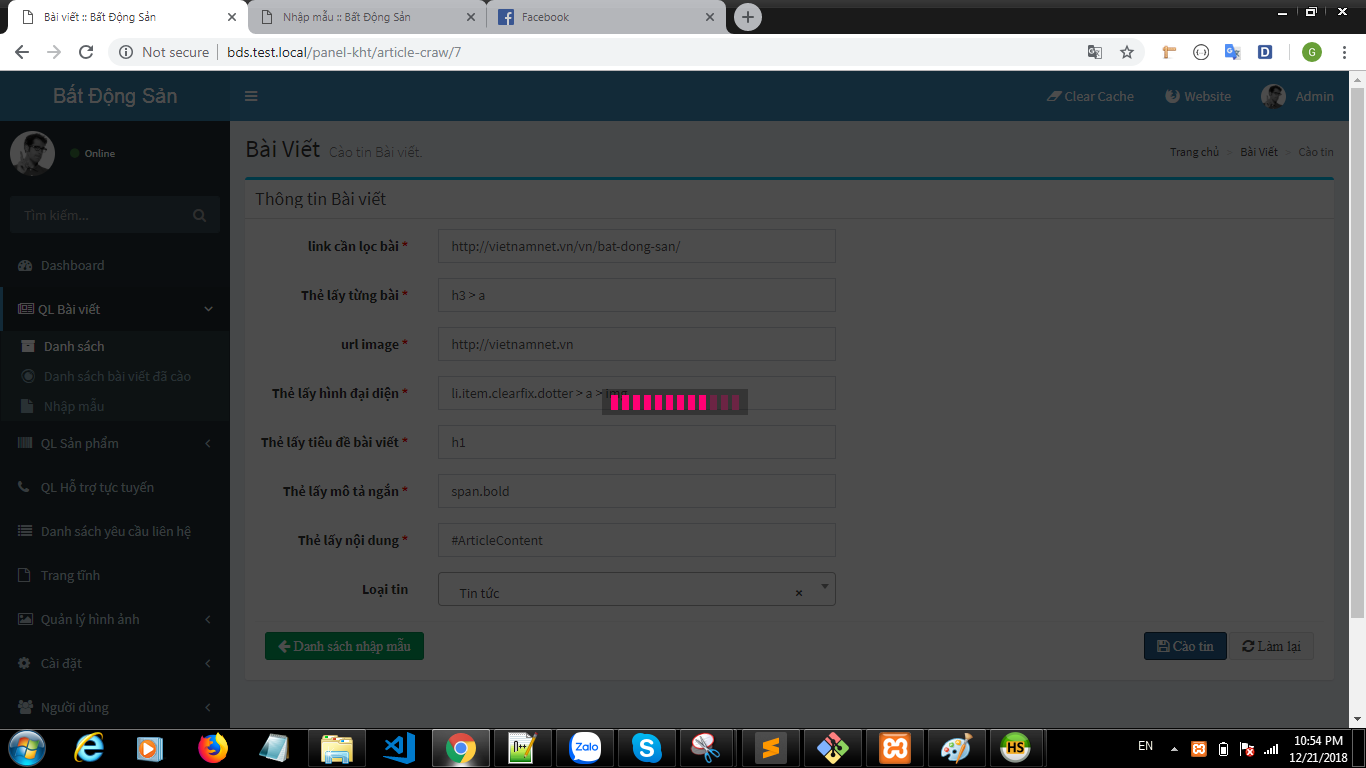 Bài viết :: Bất Động Sản
Nhập mẫu :: Bất Động Sản
Facebook
Not secure
bds.test.local/panel-kht/article-craw/7
G
D
Bất Động Sản
Clear Cache
Website
Admin
Online
Tìm kiếm...
Dashboard
QL Bài viết
Danh sách
Danh sách bài viết đã cào
Nhập mẫu
QL Sản phẩm
QL Hỗ trợ tực tuyến
Danh sách yêu cầu liên hệ
Trang tĩnh
Quản lý hình ảnh
Cài đặt
Người dùng
Bài Viết Cào tin Bài viết.
Trang chủ > Bài Viết > Cào tin
Thông tin Bài viết
link cần lọc bài * http://vietnamnet.vn/vn/bat-dong-san/
Thẻ lấy từng bài * h3 > a
url image * http://vietnamnet.vn
Thẻ lấy hình đại diện * li.item.clearfix.dotter > a > img
Thẻ lấy tiêu đề bài viết * h1
Thẻ lấy mô tả ngắn * span.bold
Thẻ lấy nội dung * #ArticleContent
Loại tin Tin tức ×
Danh sách nhập mẫu
Cào tin
Làm lại
Zalo
HS
EN
10:54 PM
12/21/2018